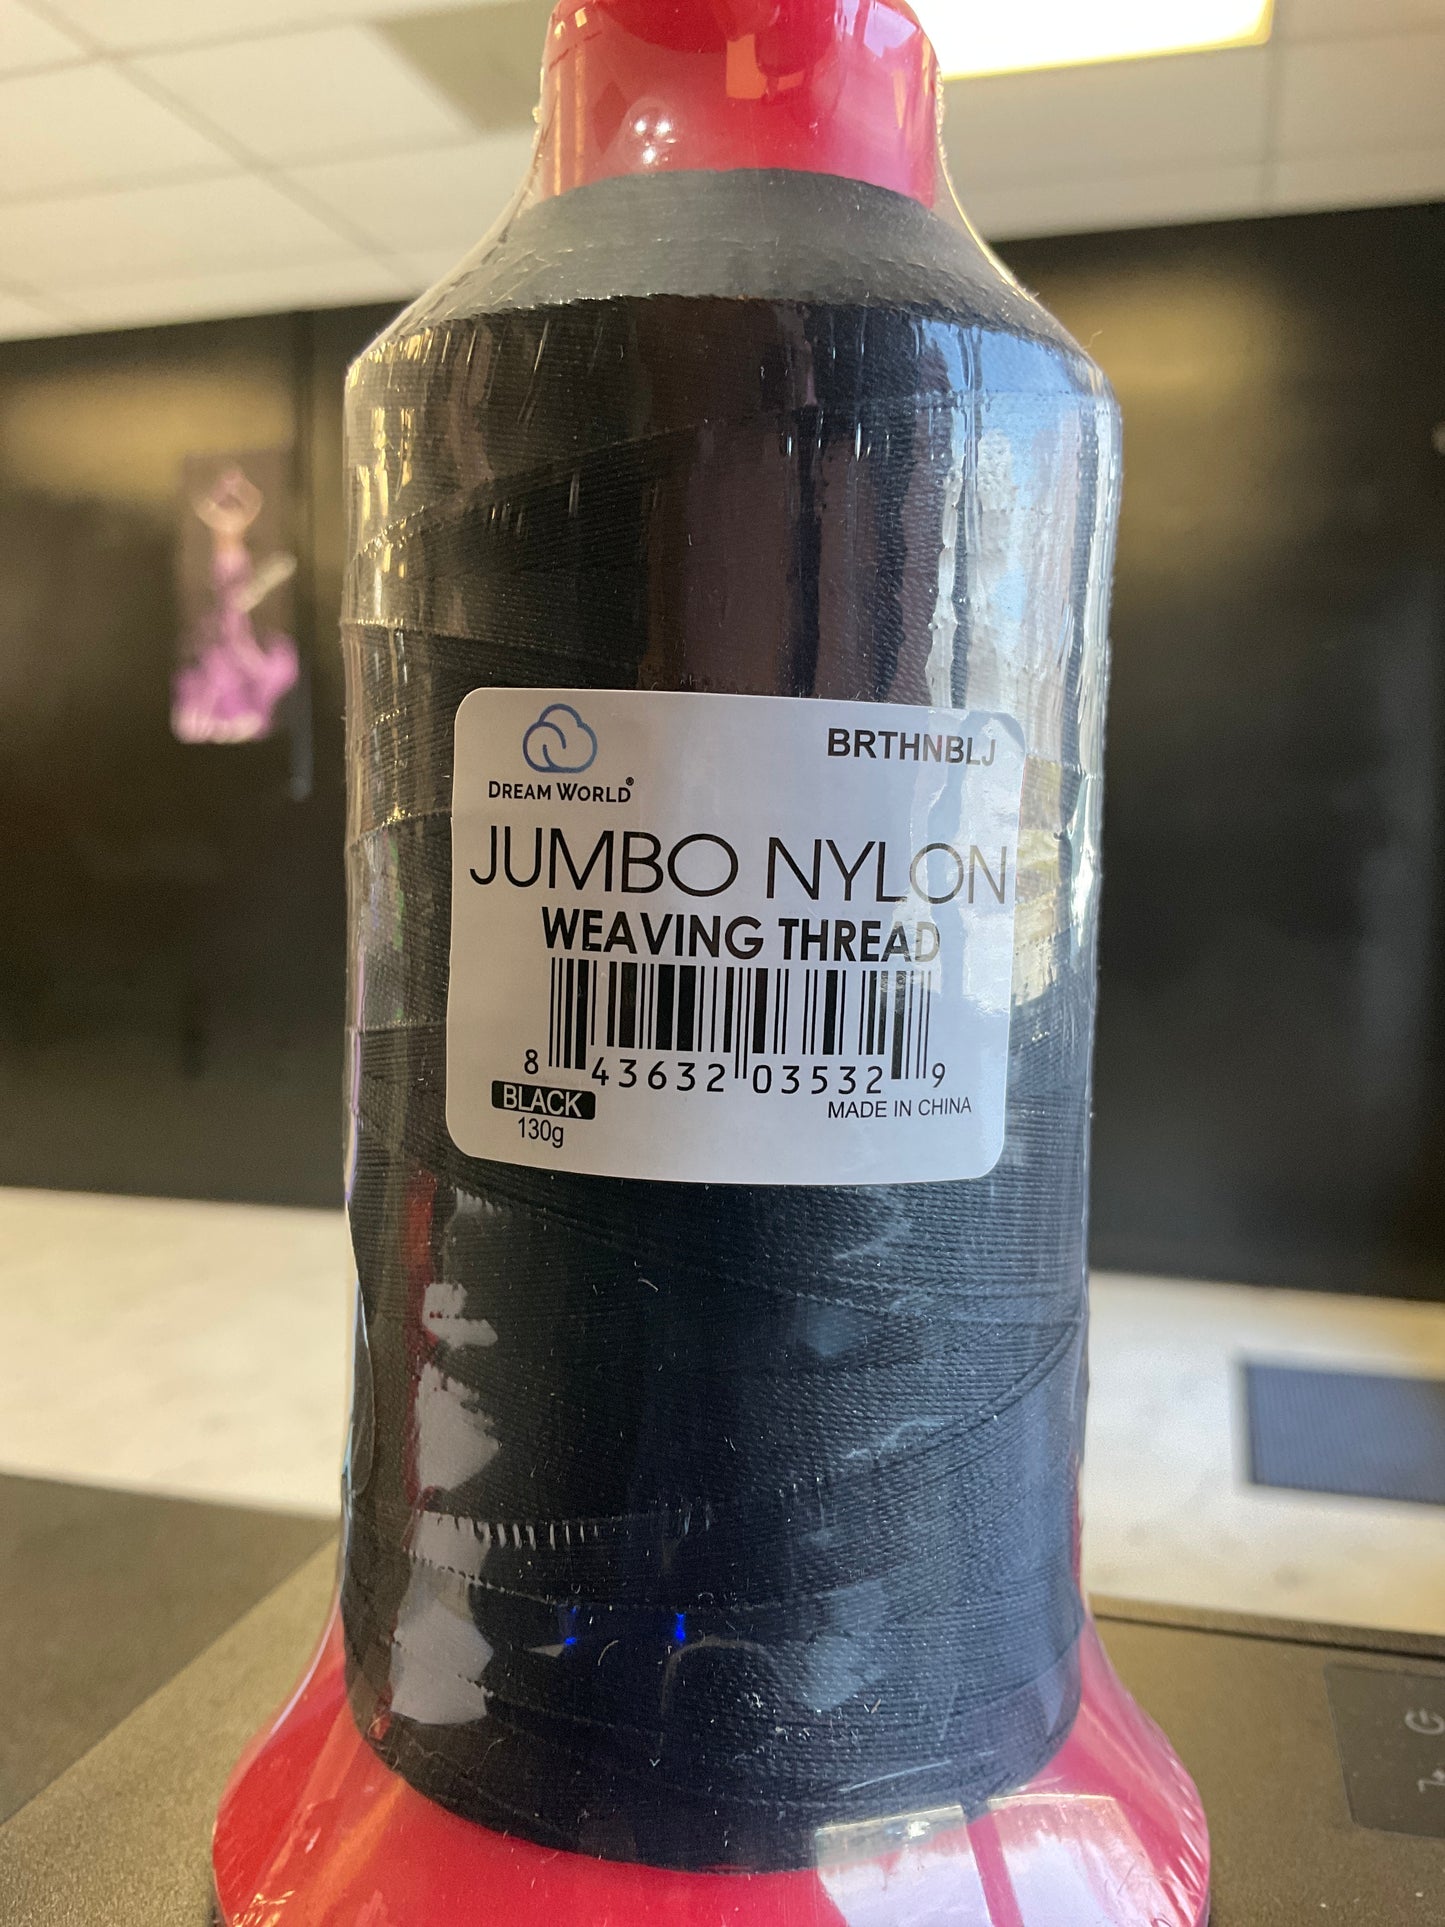 DREAM WORLD®
BRTHNBLJ
JUMBO NYLON
WEAVING THREAD
8 43632 03532 9
BLACK
MADE IN CHINA
130g